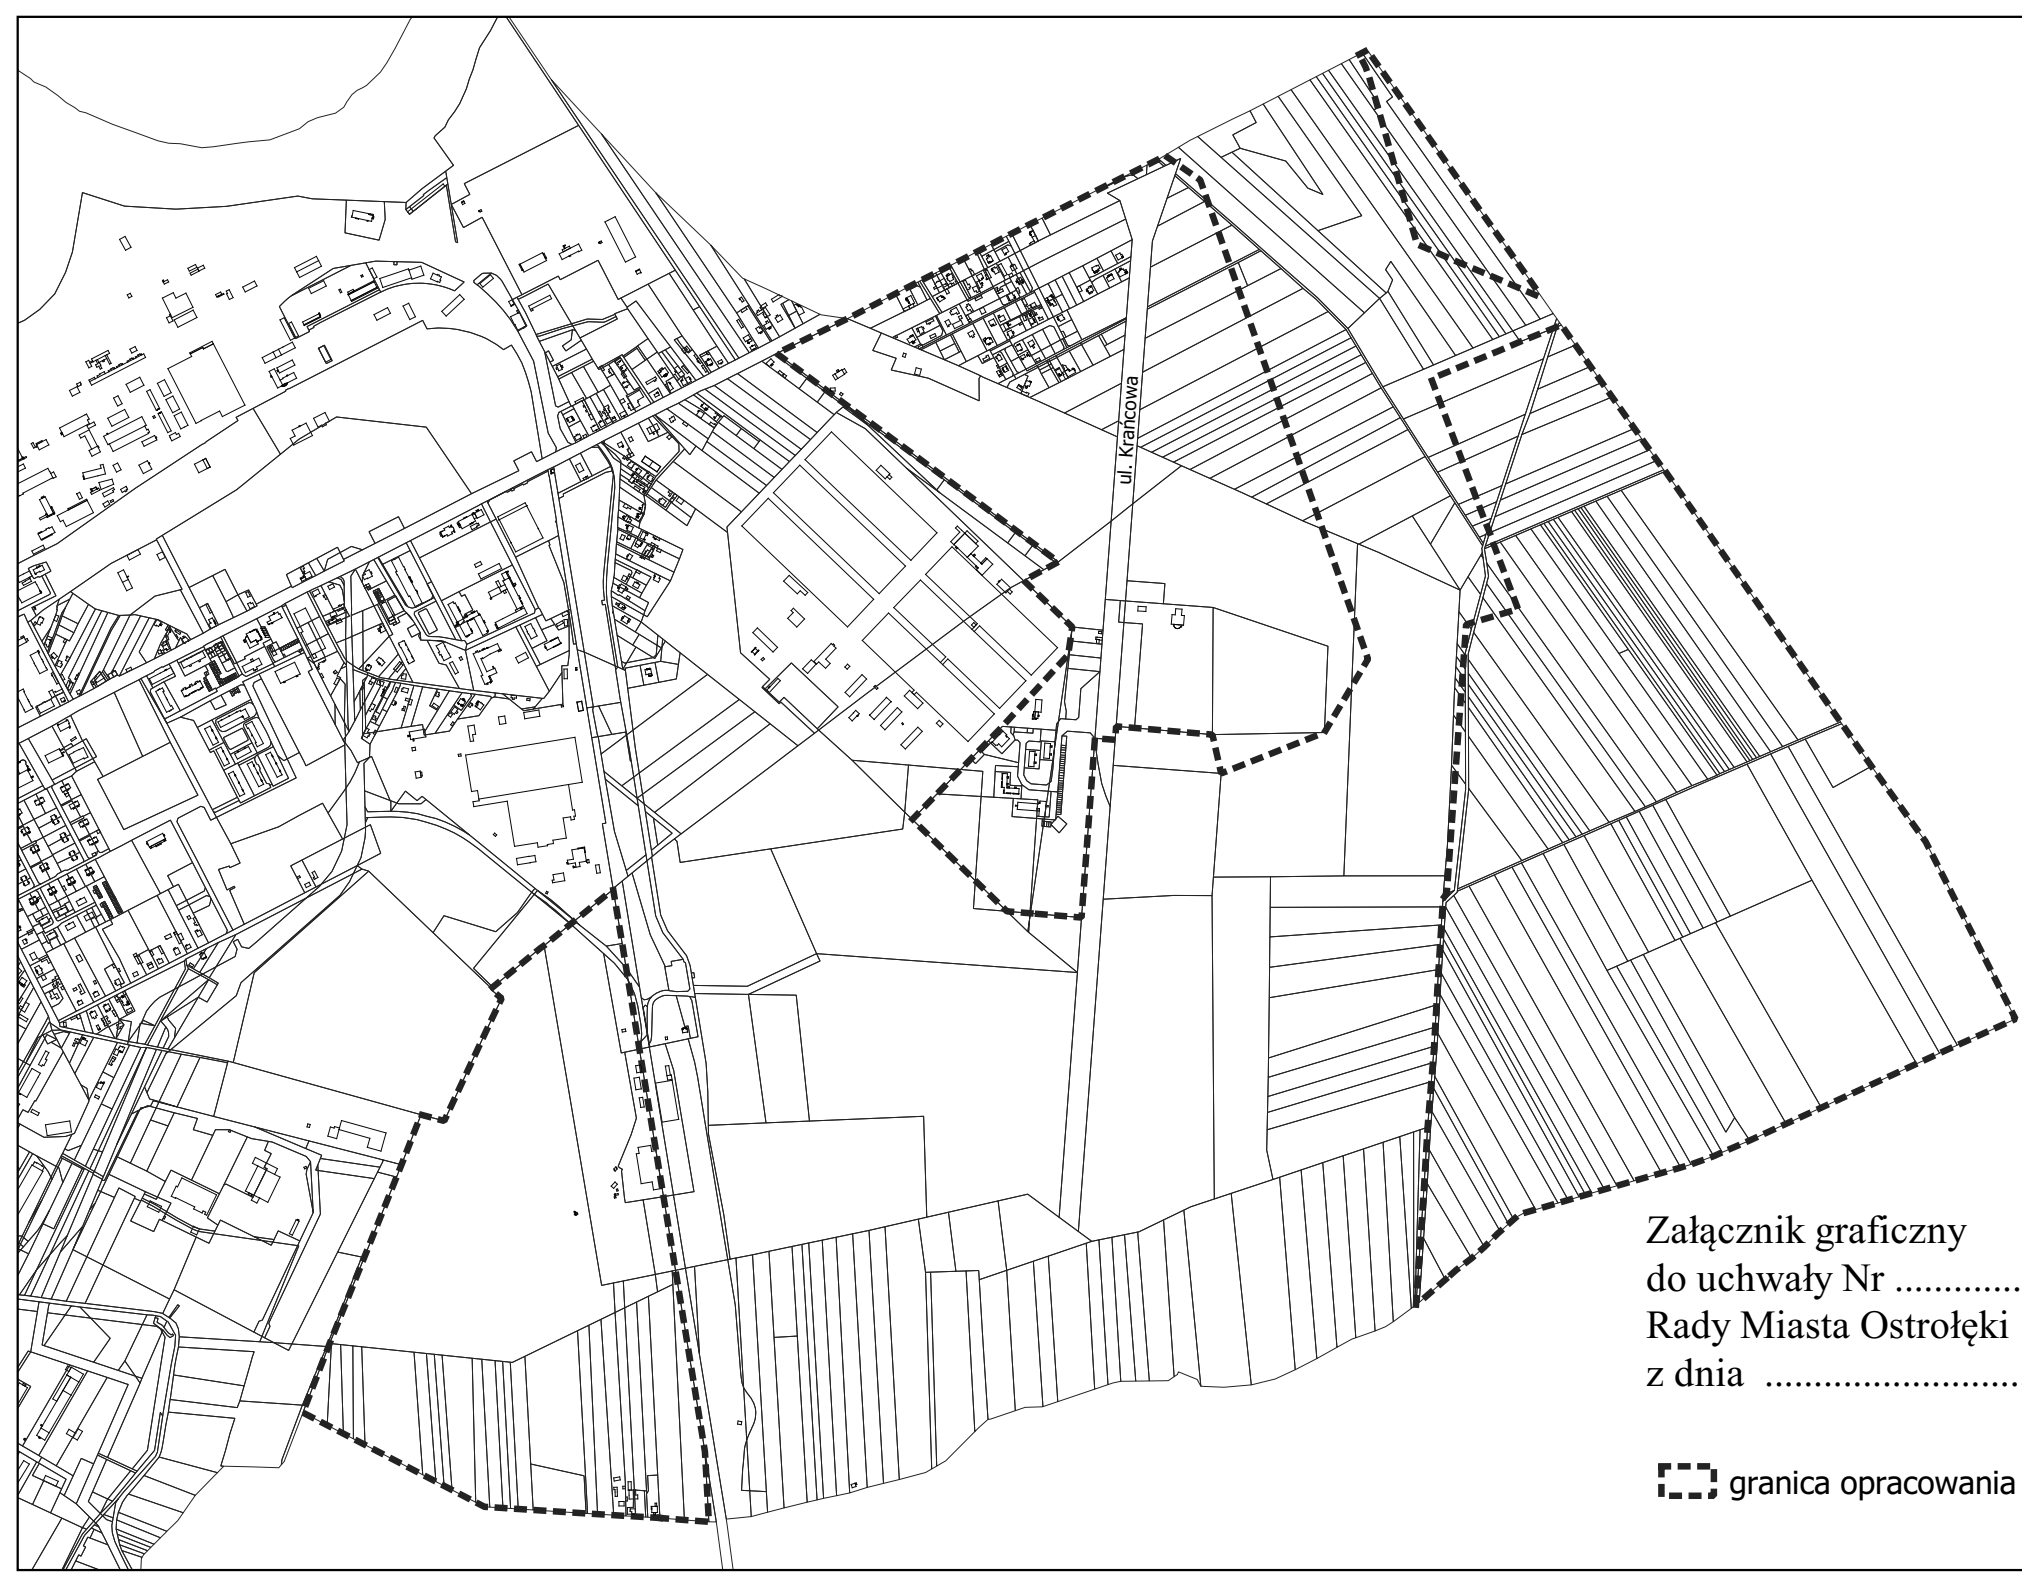 ul. Krańcowa
Załącznik graficzny
do uchwały Nr .............
Rady Miasta Ostrołęki
z dnia ..........................
granica opracowania